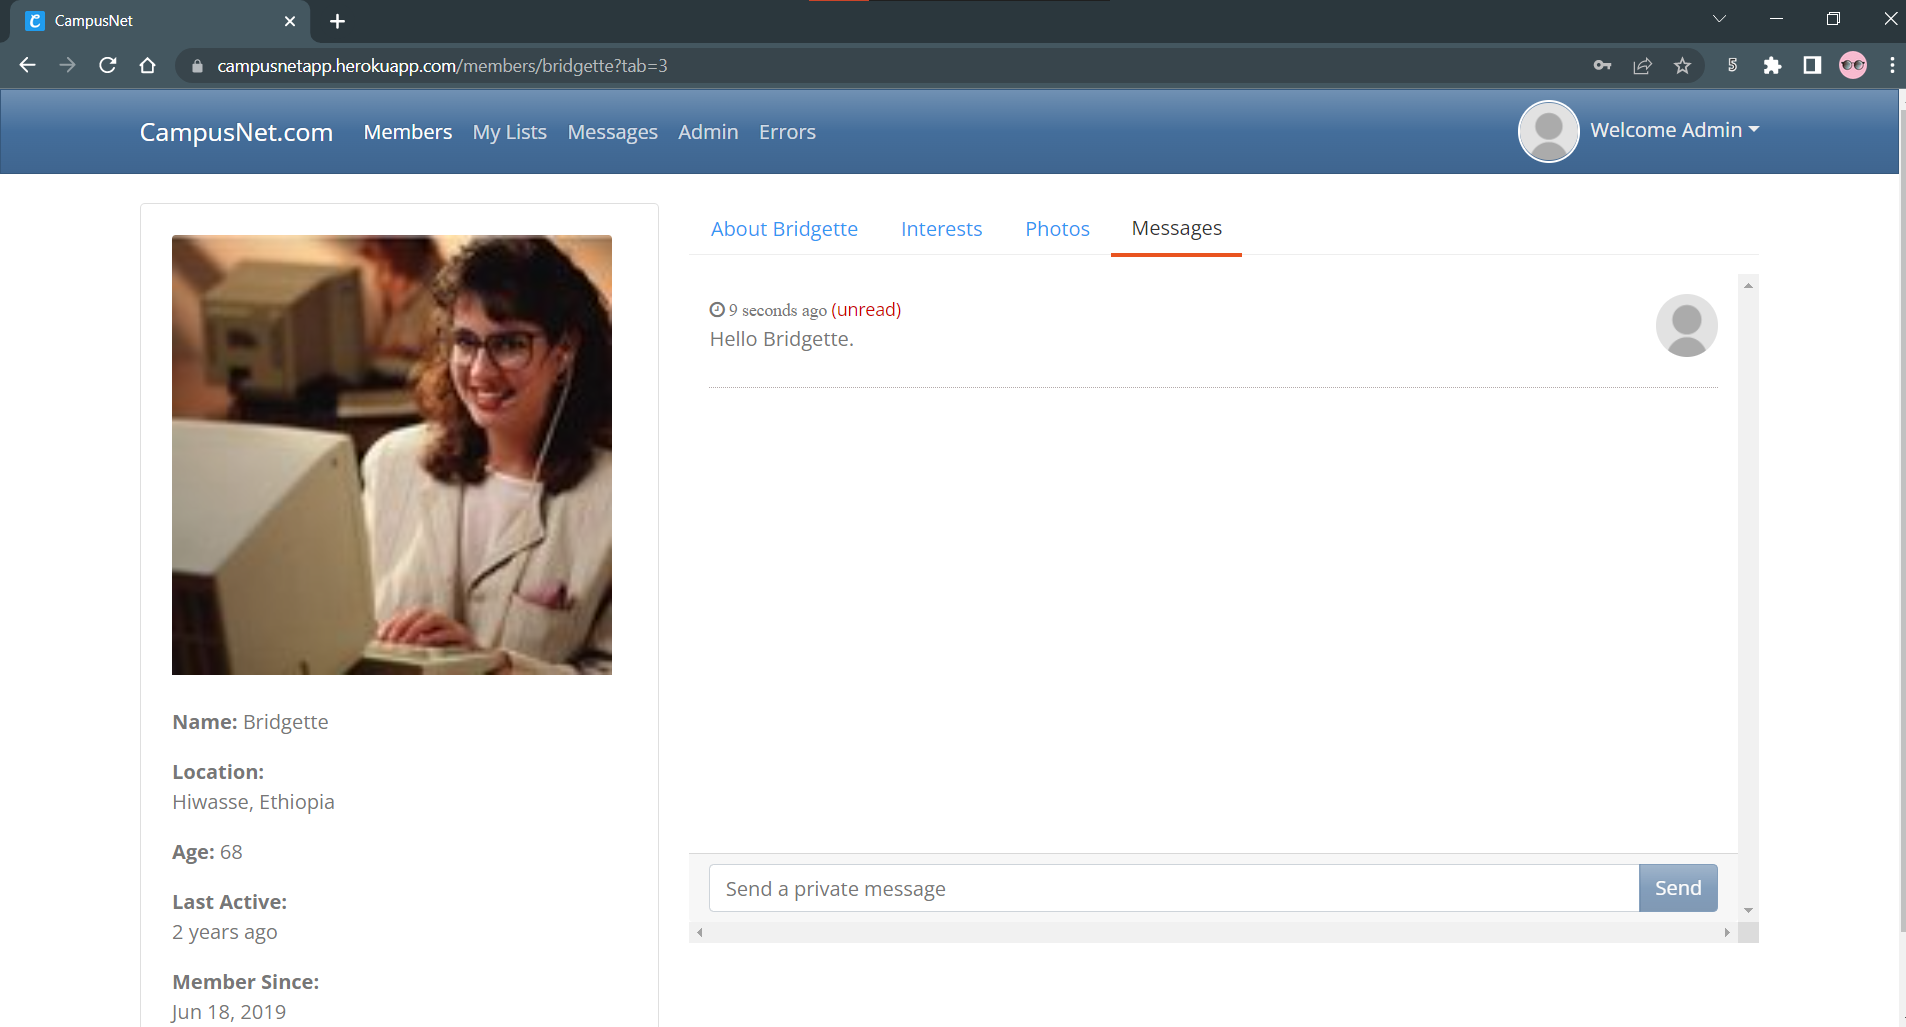 CampusNet
campusnetapp.herokuapp.com/members/bridgette?tab=3
CampusNet.com Members My Lists Messages Admin Errors Welcome Admin
About Bridgette Interests Photos Messages
9 seconds ago (unread)
Hello Bridgette.
Name: Bridgette
Location:
Hiwasse, Ethiopia
Age: 68
Last Active:
2 years ago
Member Since:
Jun 18, 2019
Send a private message Send